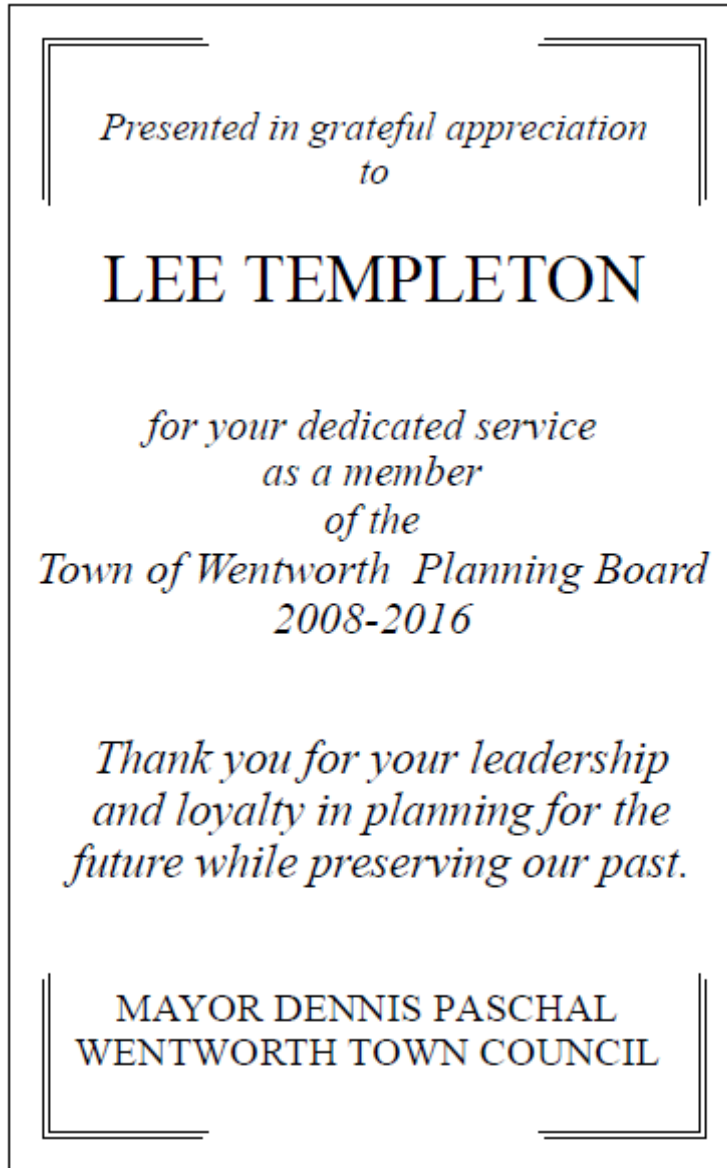 Presented in grateful appreciation
to
LEE TEMPLETON
for your dedicated service
as a member
of the
Town of Wentworth Planning Board
2008-2016
Thank you for your leadership
and loyalty in planning for the
future while preserving our past.
MAYOR DENNIS PASCHAL
WENTWORTH TOWN COUNCIL